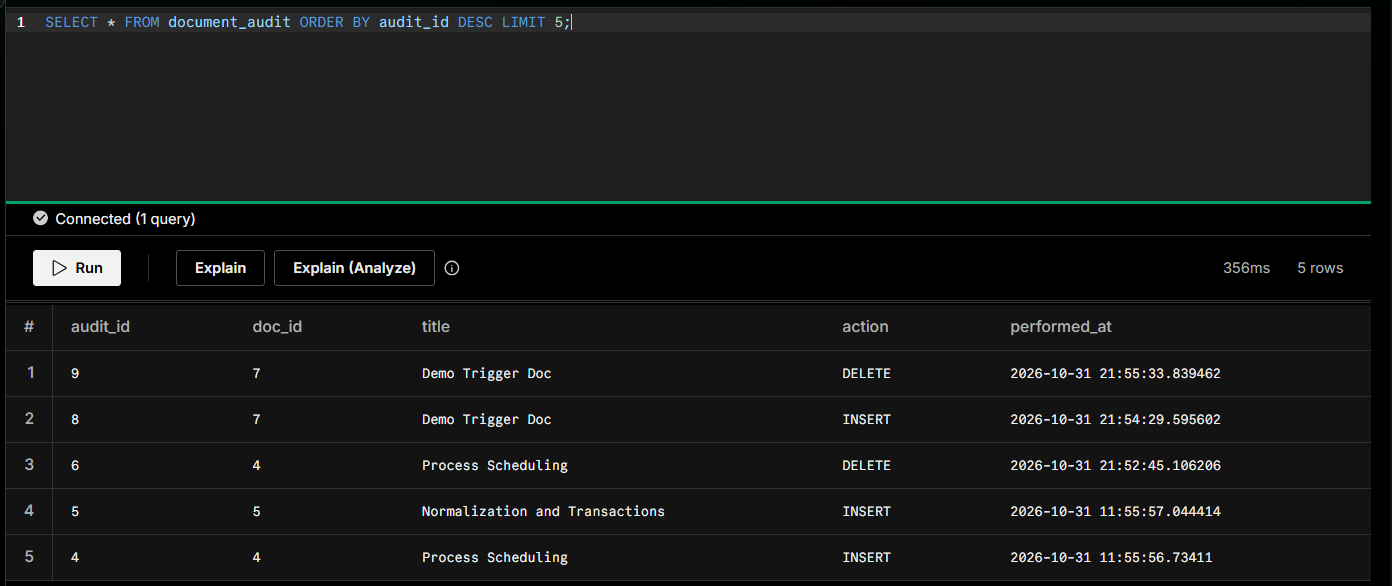 1 SELECT * FROM document_audit ORDER BY audit_id DESC LIMIT 5;
Connected (1 query)
Run Explain Explain (Analyze) 356ms 5 rows
# audit_id doc_id title action performed_at
1 9 7 Demo Trigger Doc DELETE 2026-10-31 21:55:33.839462
2 8 7 Demo Trigger Doc INSERT 2026-10-31 21:54:29.595602
3 6 4 Process Scheduling DELETE 2026-10-31 21:52:45.106206
4 5 5 Normalization and Transactions INSERT 2026-10-31 11:55:57.044414
5 4 4 Process Scheduling INSERT 2026-10-31 11:55:56.73411